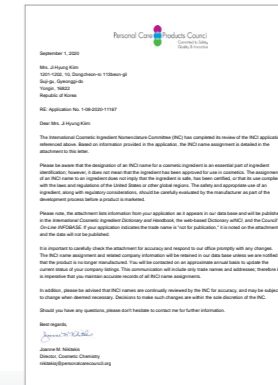 Personal Care Products Council
Committed to Safety,
Quality & Innovation
September 1, 2020
Mrs. Ji-Hyung Kim
1301-1202, 10, Dongcheon-ro 113beon-gil
Suji-gu, Gyeonggi-do
Yongin, 16822
Republic of Korea
RE: Application No. 1-08-2020-11167
Dear Mrs. Ji-Hyung Kim
The International Cosmetic Ingredient Nomenclature Committee (INC) has completed its review of the INCI applicatio
referenced above. Based on information provided in the application, the INCI name assignment is detailed in the
attachment to this letter.
Please be aware that the designation of an INCI name for a cosmetic ingredient is an essential part of ingredient
identification; however, it does not mean that the ingredient has been approved for use in cosmetics. The assignmen
of an INCI name to an ingredient does not imply that the ingredient is safe, has been certified, or that its use complie
with the laws and regulations of the United States or other global regions. The safety and appropriate use of an
ingredient, along with regulatory considerations, should be carefully evaluated by the manufacturer as part of the
development process before a product is marketed.
Please note, the attachment lists information from your application as it appears in our data base and will be publishe
in the International Cosmetic Ingredient Dictionary and Handbook, the web-based Dictionary wINCI, and the Council'
On-Line INFOBASE. If your application indicates the trade name is "not for publication," it is noted on the attachment
and the data will not be published.
It is important to carefully check the attachment for accuracy and respond to our office promptly with any changes.
The INCI name assignment and related company information will be retained in our data base unless we are notified
that the product is no longer manufactured. You will be contacted on an approximate annual basis to update the
current status of your company listings. This communication will include only trade names and addresses; therefore i
is imperative that you maintain accurate records of all INCI name assignments.
In addition, please be advised that INCI names are continually reviewed by the INC for accuracy, and may be subjec
to change when deemed necessary. Decisions to make such changes are within the sole discretion of the INC.
Should you have any questions, please don't hesitate to contact me for further information.
Best regards,
Joanne M. Nikitakis
Joanne M. Nikitakis
Director, Cosmetic Chemistry
nikitakisj@personalcarecouncil.org